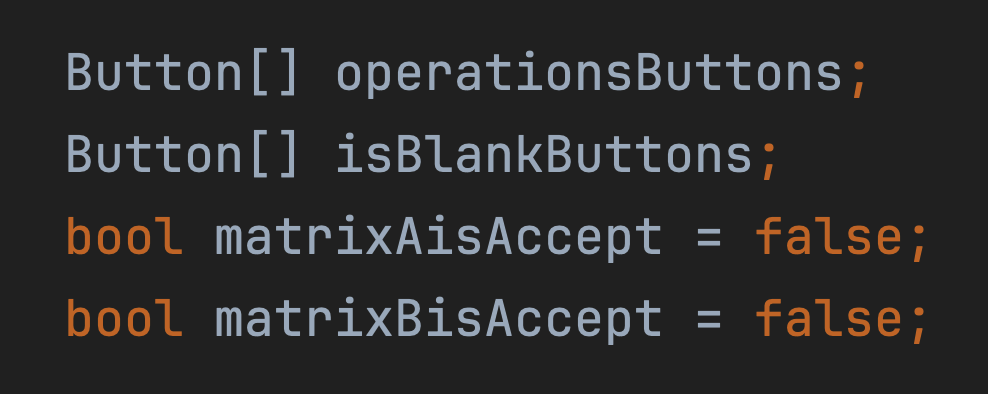 Button[] operationsButtons;
Button[] isBlankButtons;
bool matrixAisAccept = false;
bool matrixBisAccept = false;